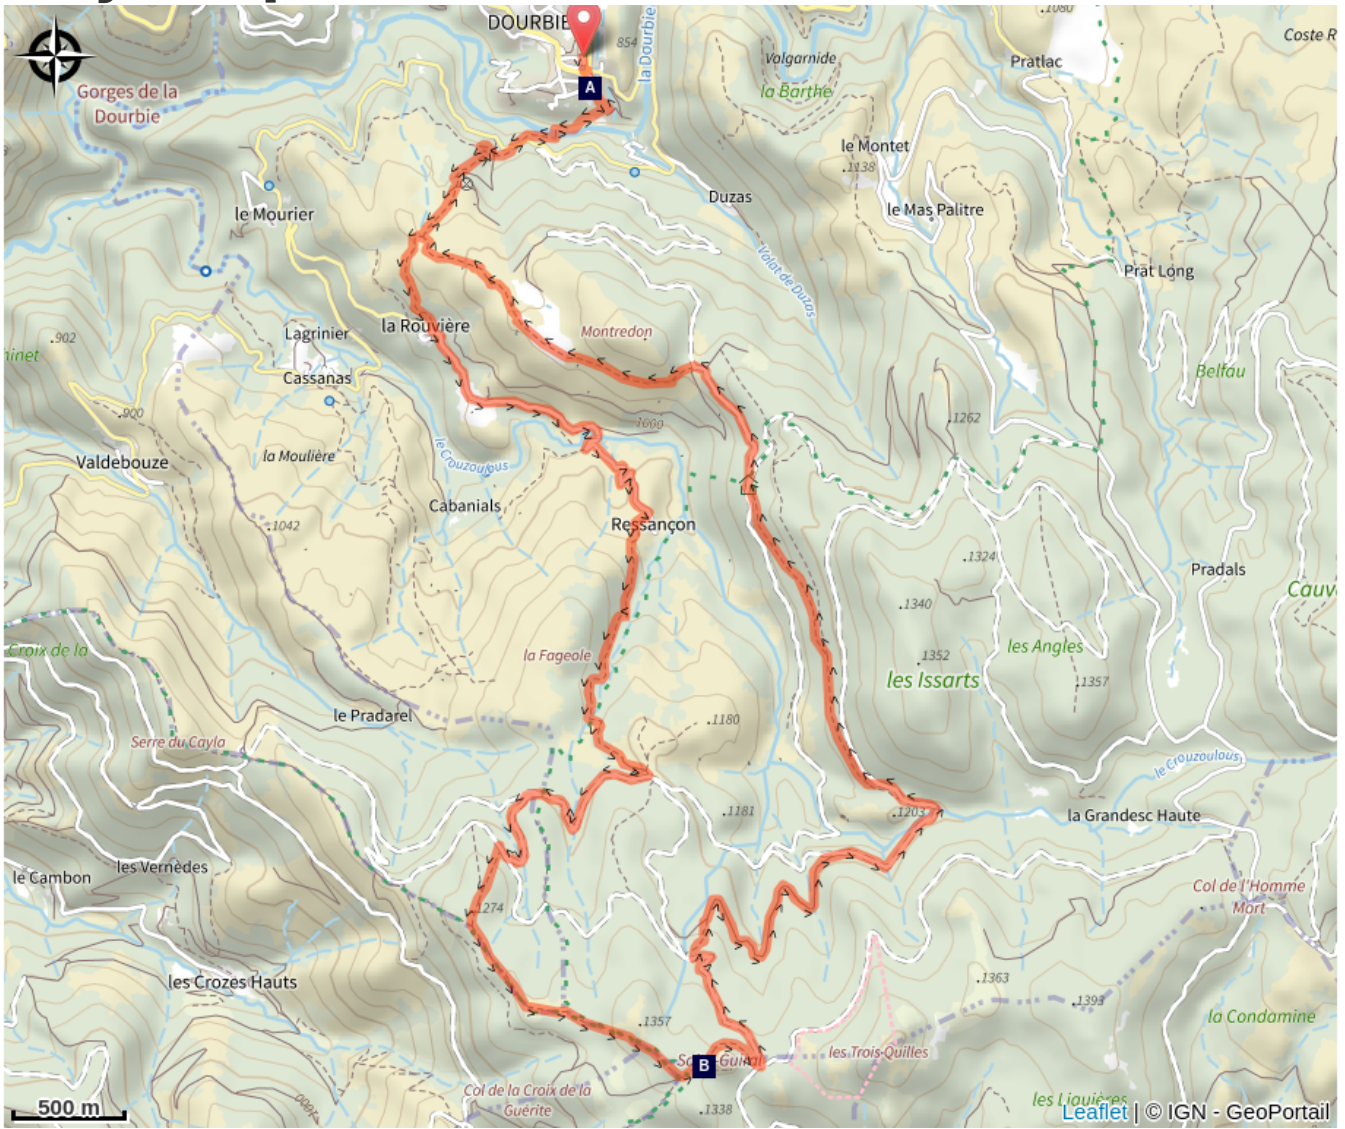 DOURBIE
A
854
la Dourbie
.1080
Coste R
Pratlac
Valgarnide
la Barthe
Gorges de la
Dourbie
le Montet
.1138
Duzas
le Mas Palitre
le Mourier
Valat de Duzas
Prat Long
la Rouvière
Montredon
Lagrinier
.902
Cassanas
Belfau
.900
.1262
la Moulière
le Crouzoulous
Valdebouze
Cabanials
Ressançon
.1042
.1324
Pradals
.1340
Cauv
Croix de la
la Fageole
.1352
les Angles
les Issarts
.1357
le Pradarel
.1180
Serre du Cayla
le Crouzoulous
.1181
.1203
la Grandesc Haute
les Vernèdes
le Cambon
Col de l'Homme
Mort
1274
les Crozes Hauts
.1363
.1393
.1357
la Condamine
les Trois-Quilles
B
Col de la Croix de la
Guérite
les Liquières
.1338
1000
500 m
Leaflet | © IGN - GeoPortail